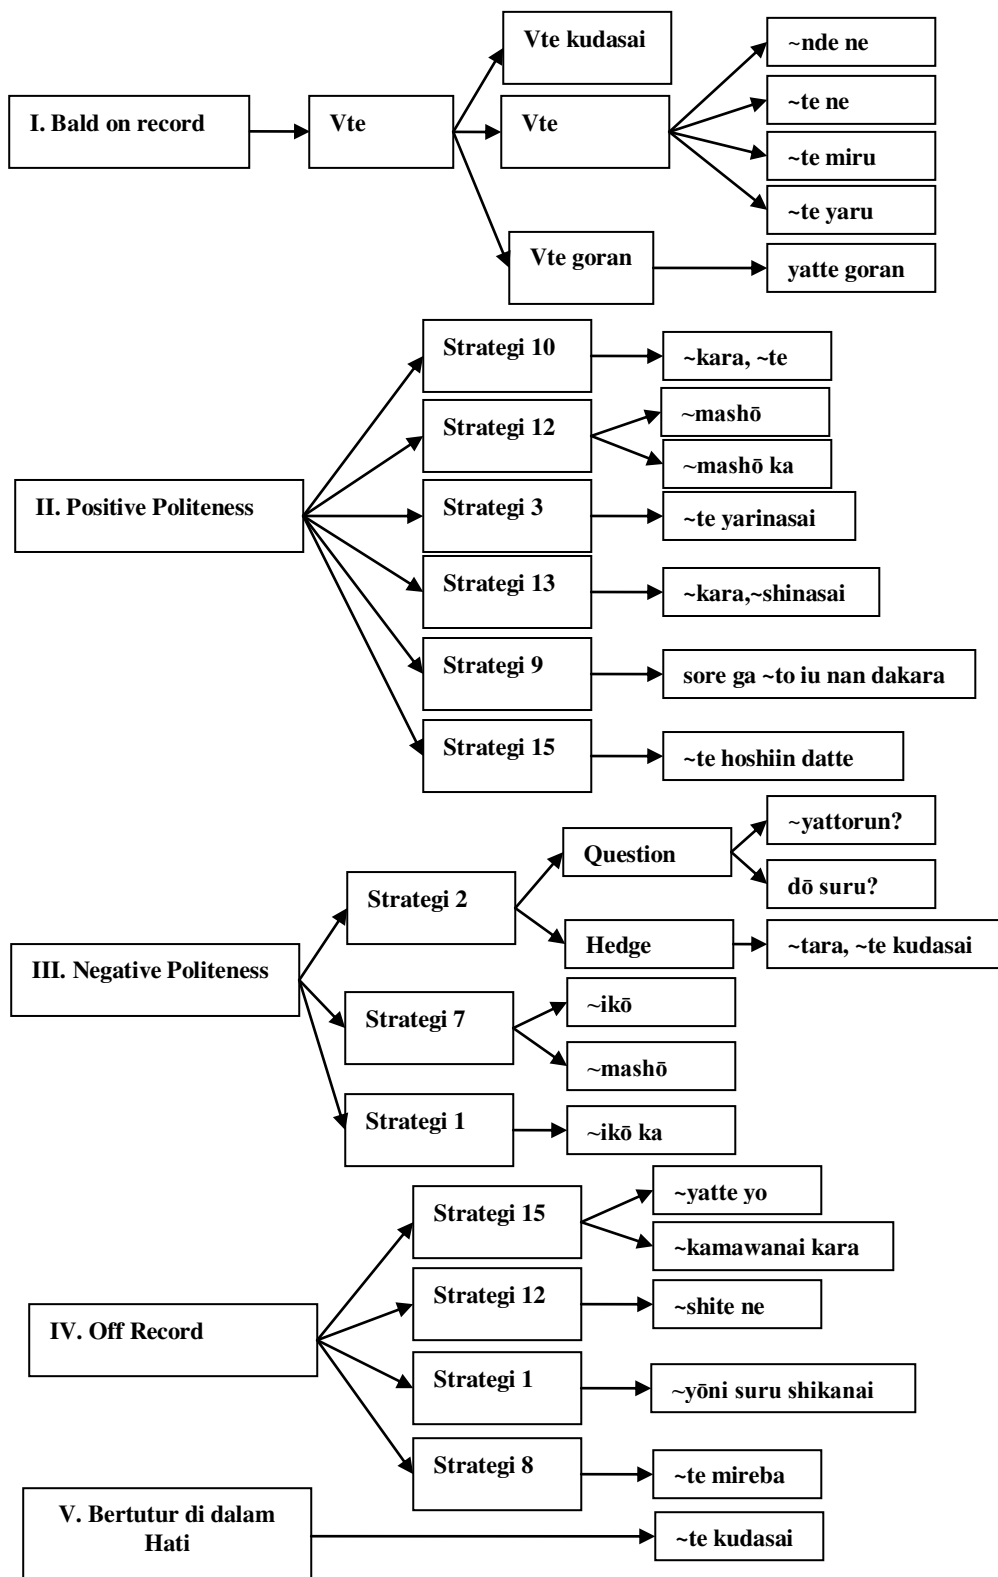 I. Bald on record
Vte
Vte kudasai
Vte
~nde ne
~te ne
~te miru
~te yaru
Vte goran
yatte goran
II. Positive Politeness
Strategi 10
~kara, ~te
Strategi 12
~mashō
~mashō ka
Strategi 3
~te yarinasai
Strategi 13
~kara,~shinasai
Strategi 9
sore ga ~to iu nan dakara
Strategi 15
~te hoshiin datte
III. Negative Politeness
Strategi 2
Question
~yattorun?
dō suru?
Hedge
~tara, ~te kudasai
Strategi 7
~ikō
~mashō
Strategi 1
~ikō ka
IV. Off Record
Strategi 15
~yatte yo
~kamawanai kara
Strategi 12
~shite ne
Strategi 1
~yōni suru shikanai
Strategi 8
~te mireba
V. Bertutur di dalam
Hati
~te kudasai